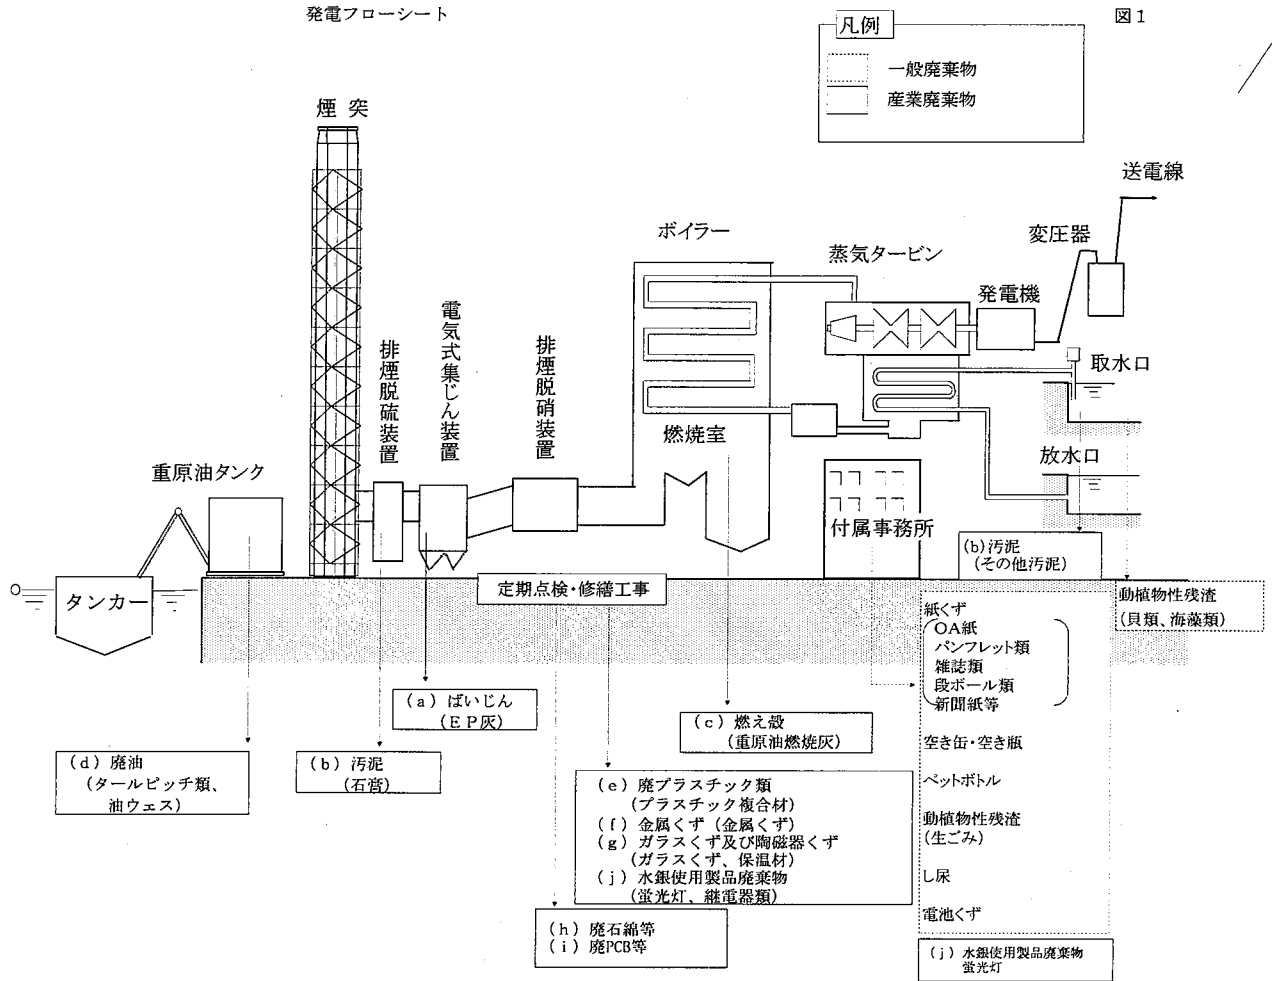 発電フローシート
図1
凡例
一般廃棄物
産業廃棄物
煙突
送電線
ボイラー
変圧器
蒸気タービン
発電機
電気式集じん装置
排煙脱硫装置
排煙脱硝装置
取水口
燃焼室
放水口
重原油タンク
付属事務所
(b)汚泥
(その他汚泥)
タンカー
定期点検・修繕工事
動植物性残渣
(貝類、海藻類)
紙くず
OA紙
パンフレット類
雑誌類
段ボール類
新聞紙等
(a) ばいじん
(EP灰)
(c) 燃え殻
(重原油燃焼灰)
(d) 廃油
(タールピッチ類、
油ウェス)
(b) 汚泥
(石膏)
空き缶・空き瓶
ペットボトル
(e) 廃プラスチック類
(プラスチック複合材)
(f) 金属くず (金属くず)
(g) ガラスくず及び陶磁器くず
(ガラスくず、保温材)
(j) 水銀使用製品廃棄物
(蛍光灯、継電器類)
動植物性残渣
(生ごみ)
し尿
電池くず
(h) 廃石綿等
(i) 廃PCB等
(j) 水銀使用製品廃棄物
蛍光灯